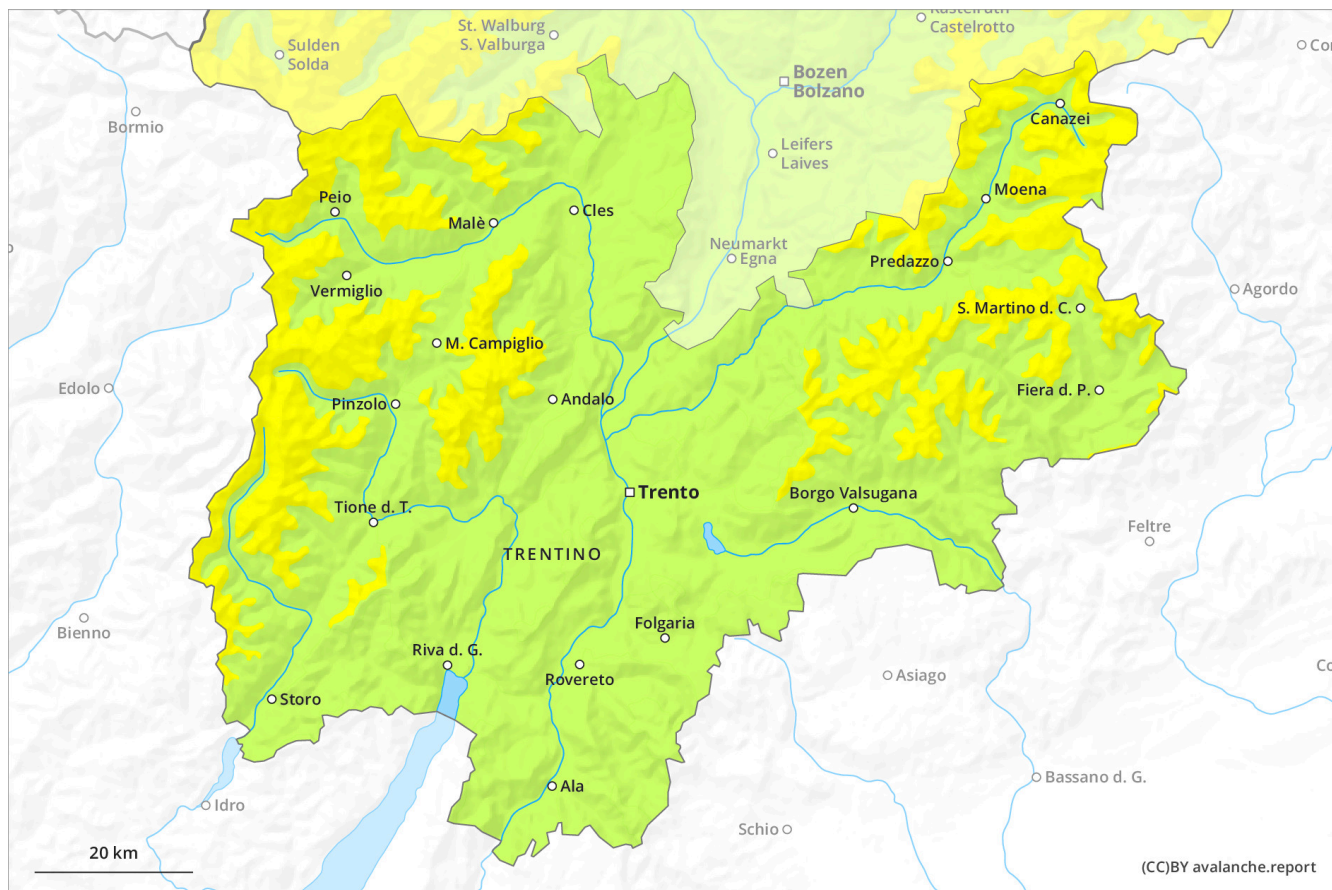 Kastelruth
Castelrotto
St. Walburg
S. Valburga
Sulden
Solda
Bozen
Bolzano
Bormio
Canazei
Leifers
Laives
Peio
Malè
Cles
Moena
Neumarkt
Egna
Predazzo
Vermiglio
Agordo
S. Martino d. C.
M. Campiglio
Edolo
Pinzolo
Andalo
Fiera d. P.
Trento
Borgo Valsugana
Tione d. T.
Feltre
TRENTINO
Bienno
Folgaria
Riva d. G.
Rovereto
Asiago
Storo
Bassano d. G.
Ala
Idro
Schio
20 km
(CC)BY avalanche.report